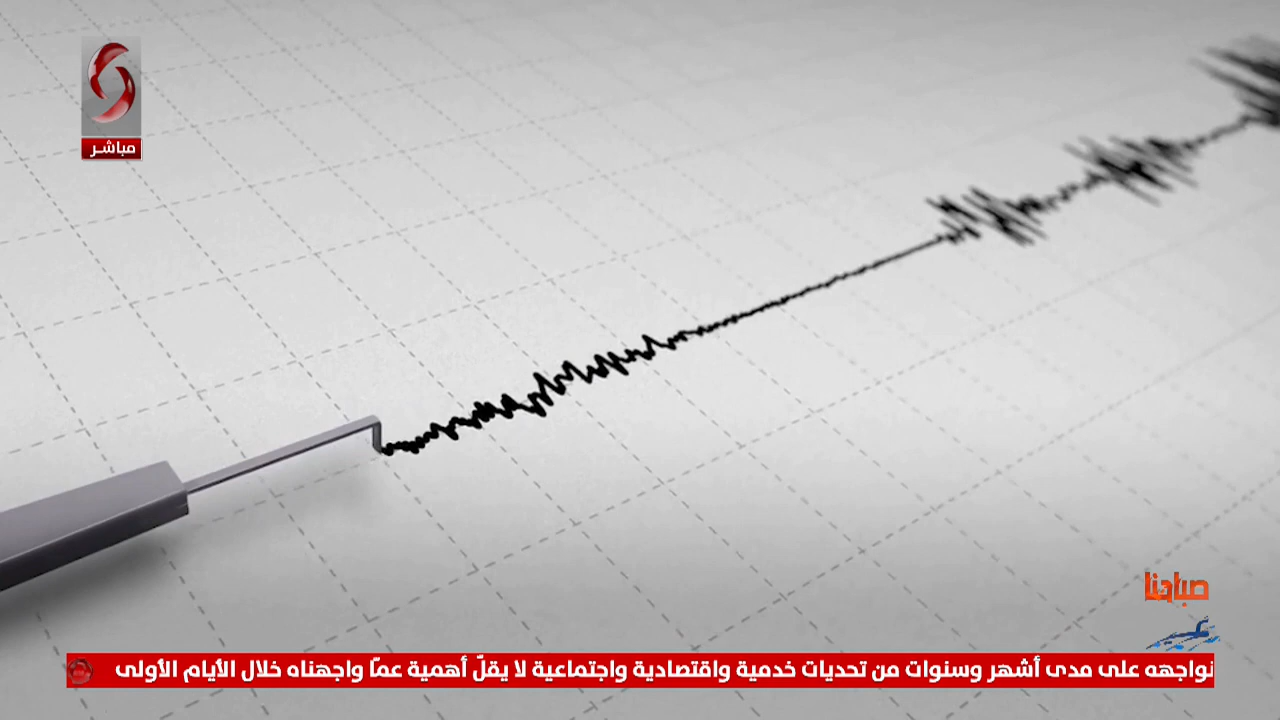 مباشر
صباحنا
غير
نواجهه على مدى أشهر وسنوات من تحديات خدمية واقتصادية واجتماعية لا يقلّ أهمية عمّا واجهناه خلال الأيام الأولى